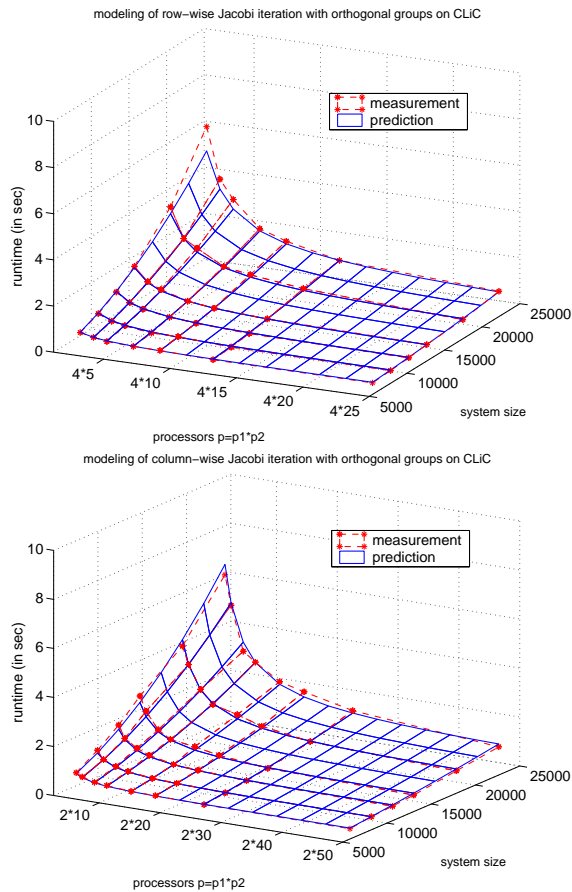 modeling of row−wise Jacobi iteration with orthogonal groups on CLiC
measurement
prediction
10
8
6
4
2
0
runtime (in sec)
4*5
4*10
4*15
4*20
4*25
processors p=p1*p2
5000
10000
15000
20000
25000
system size
modeling of column−wise Jacobi iteration with orthogonal groups on CLiC
measurement
prediction
10
8
6
4
2
0
runtime (in sec)
2*10
2*20
2*30
2*40
2*50
processors p=p1*p2
5000
10000
15000
20000
25000
system size